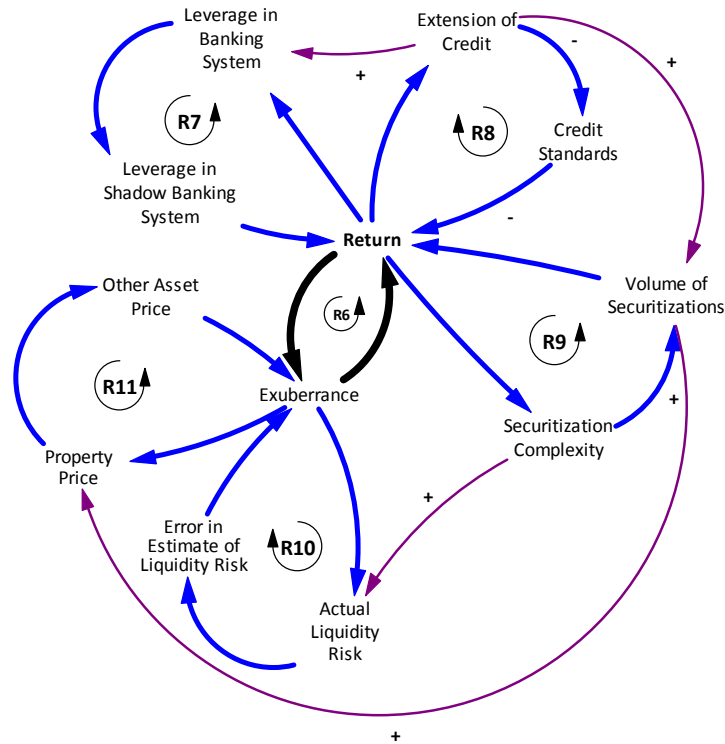 Leverage in
Banking
System
Extension of
Credit
-
+
+
R7
R8
Credit
Standards
Leverage in
Shadow Banking
System
-
Return
Other Asset
Price
R6
Volume of
Securitizations
R9
R11
Exuberrance
+
Securitization
Complexity
Property
Price
+
Error in
Estimate of
Liquidity Risk
R10
Actual
Liquidity
Risk
+